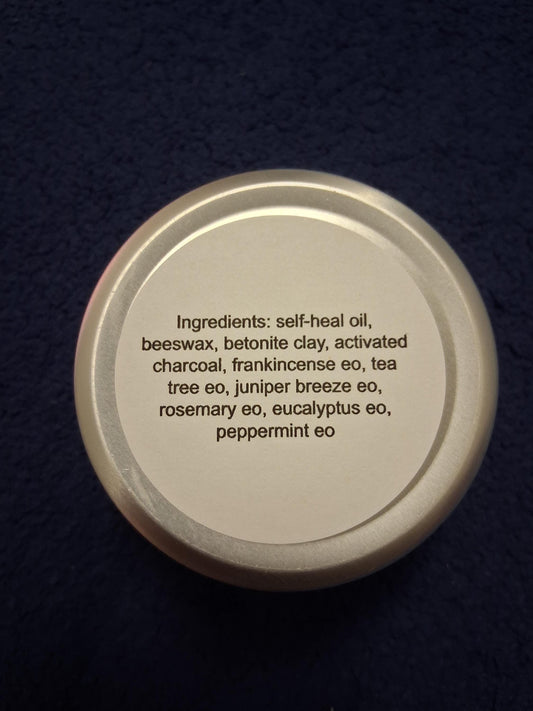 Ingredients: self-heal oil,
beeswax, betonite clay, activated
charcoal, frankincense eo, tea
tree eo, juniper breeze eo,
rosemary eo, eucalyptus eo,
peppermint eo